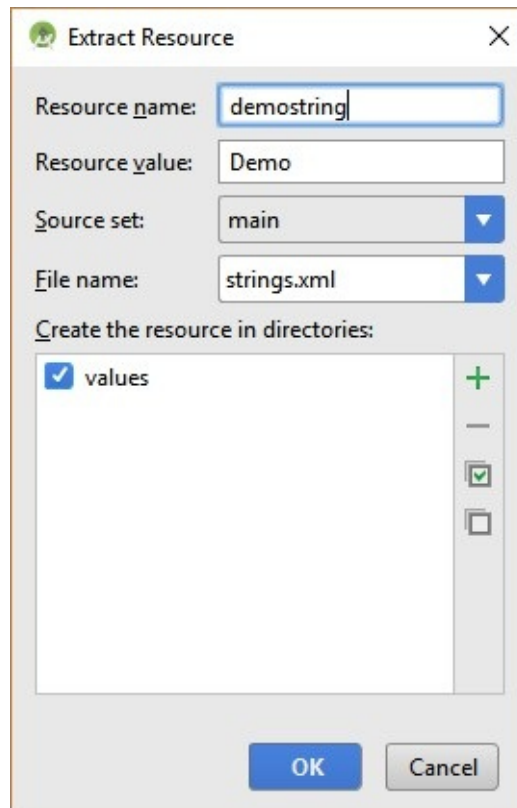 Extract Resource
Resource name: demostring
Resource value: Demo
Source set: main
File name: strings.xml
Create the resource in directories:
values
OK Cancel